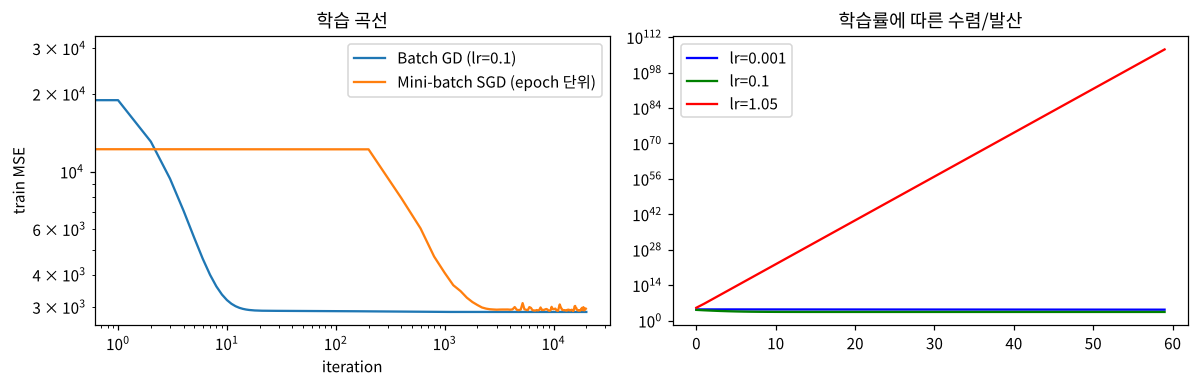 학습 곡선
3 × 10⁴
2 × 10⁴
10⁴
6 × 10³
4 × 10³
3 × 10³
train MSE
Batch GD (lr=0.1)
Mini-batch SGD (epoch 단위)
10⁰ 10¹ 10² 10³ 10⁴
iteration
학습률에 따른 수렴/발산
10¹¹²
10⁹⁸
10⁸⁴
10⁷⁰
10⁵⁶
10⁴²
10²⁸
10¹⁴
10⁰
lr=0.001
lr=0.1
lr=1.05
0 10 20 30 40 50 60